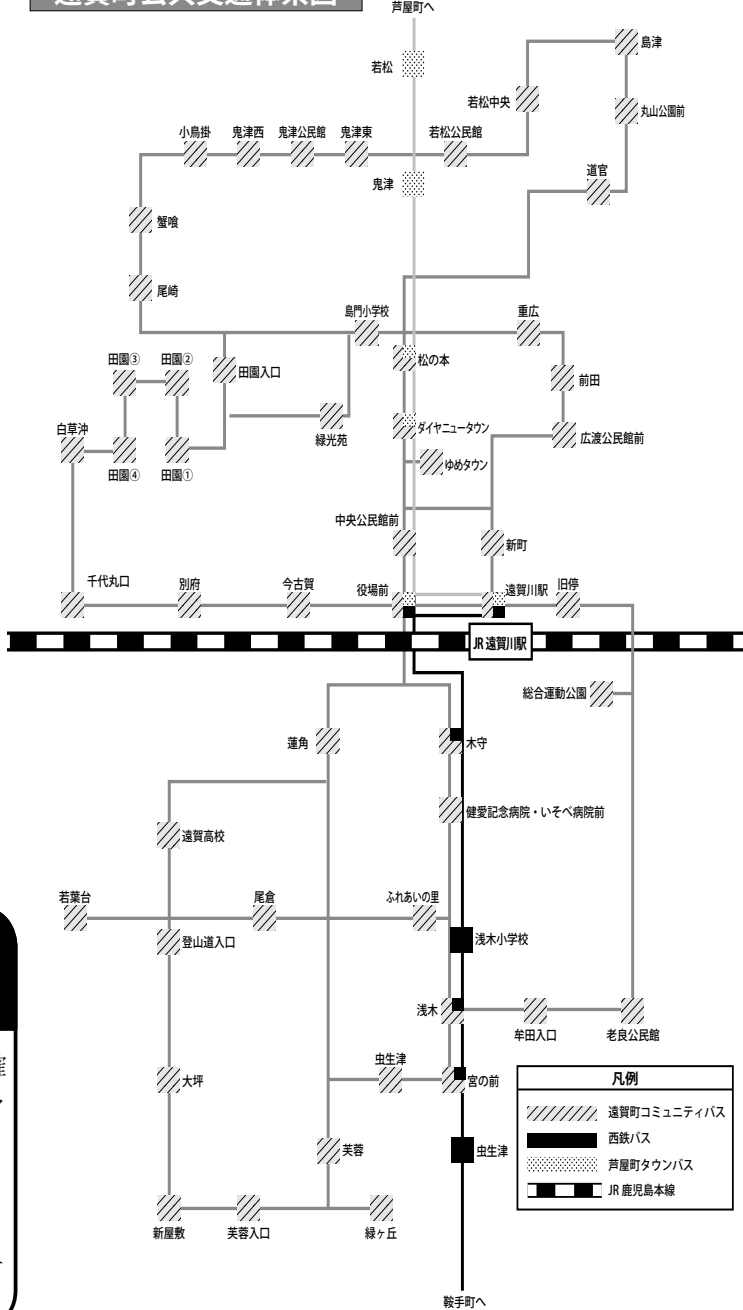 遠賀町公共交通体系図
芦屋町へ
若松
島津
若松中央
丸山公園前
小鳥掛
鬼津西
鬼津公民館
鬼津東
若松公民館
鬼津
道官
蟹喰
尾崎
島門小学校
重広
松の本
田園③
田園②
田園入口
前田
白草沖
緑光苑
ダイヤニュータウン
広渡公民館前
田園④
田園①
ゆめタウン
中央公民館前
新町
千代丸口
別府
今古賀
役場前
遠賀川駅
旧停
JR 遠賀川駅
総合運動公園
蓮角
木守
健愛記念病院・いそべ病院前
遠賀高校
若葉台
尾倉
ふれあいの里
登山道入口
浅木小学校
浅木
牟田入口
老良公民館
虫生津
大坪
宮の前
凡例
遠賀町コミュニティバス
西鉄バス
芦屋町タウンバス
JR 鹿児島本線
芙蓉
虫生津
新屋敷
芙蓉入口
緑ヶ丘
鞍手町へ